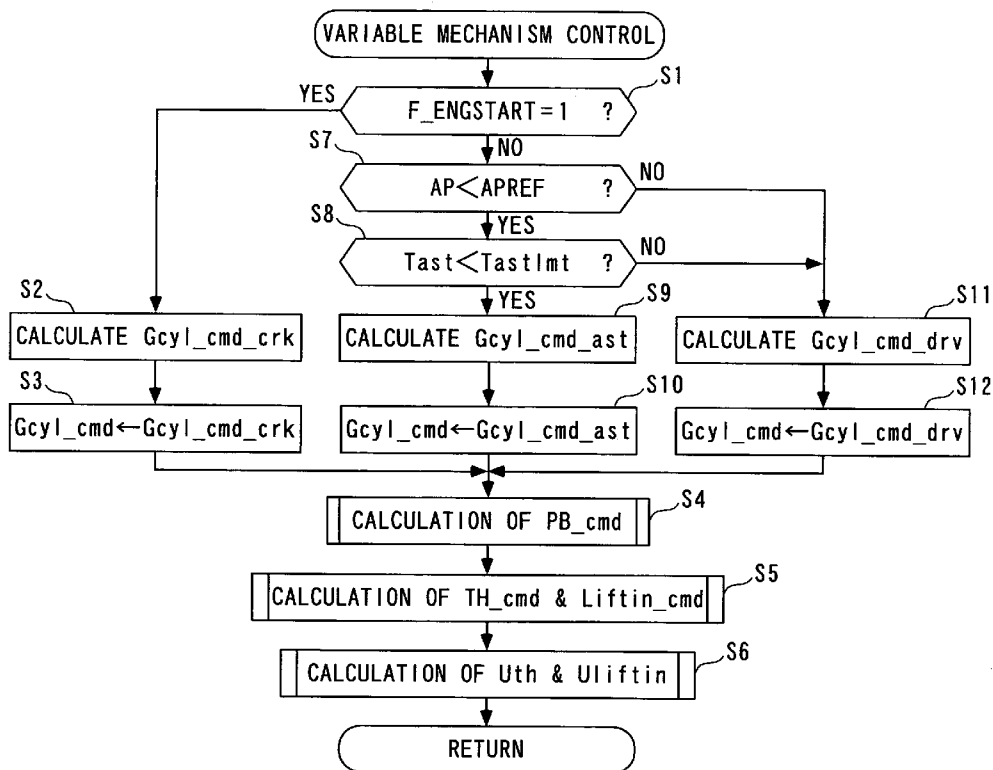 VARIABLE MECHANISM CONTROL
S1
YES
F_ENGSTART=1 ?
NO
S7
AP<APREF ?
NO
YES
S8
Tast<Tastlmt ?
NO
YES
S2
CALCULATE Gcyl_cmd_crk
S9
CALCULATE Gcyl_cmd_ast
S11
CALCULATE Gcyl_cmd_drv
S3
Gcyl_cmd←Gcyl_cmd_crk
S10
Gcyl_cmd←Gcyl_cmd_ast
S12
Gcyl_cmd←Gcyl_cmd_drv
CALCULATION OF PB_cmd
S4
CALCULATION OF TH_cmd & Liftin_cmd
S5
CALCULATION OF Uth & Uliftin
S6
RETURN